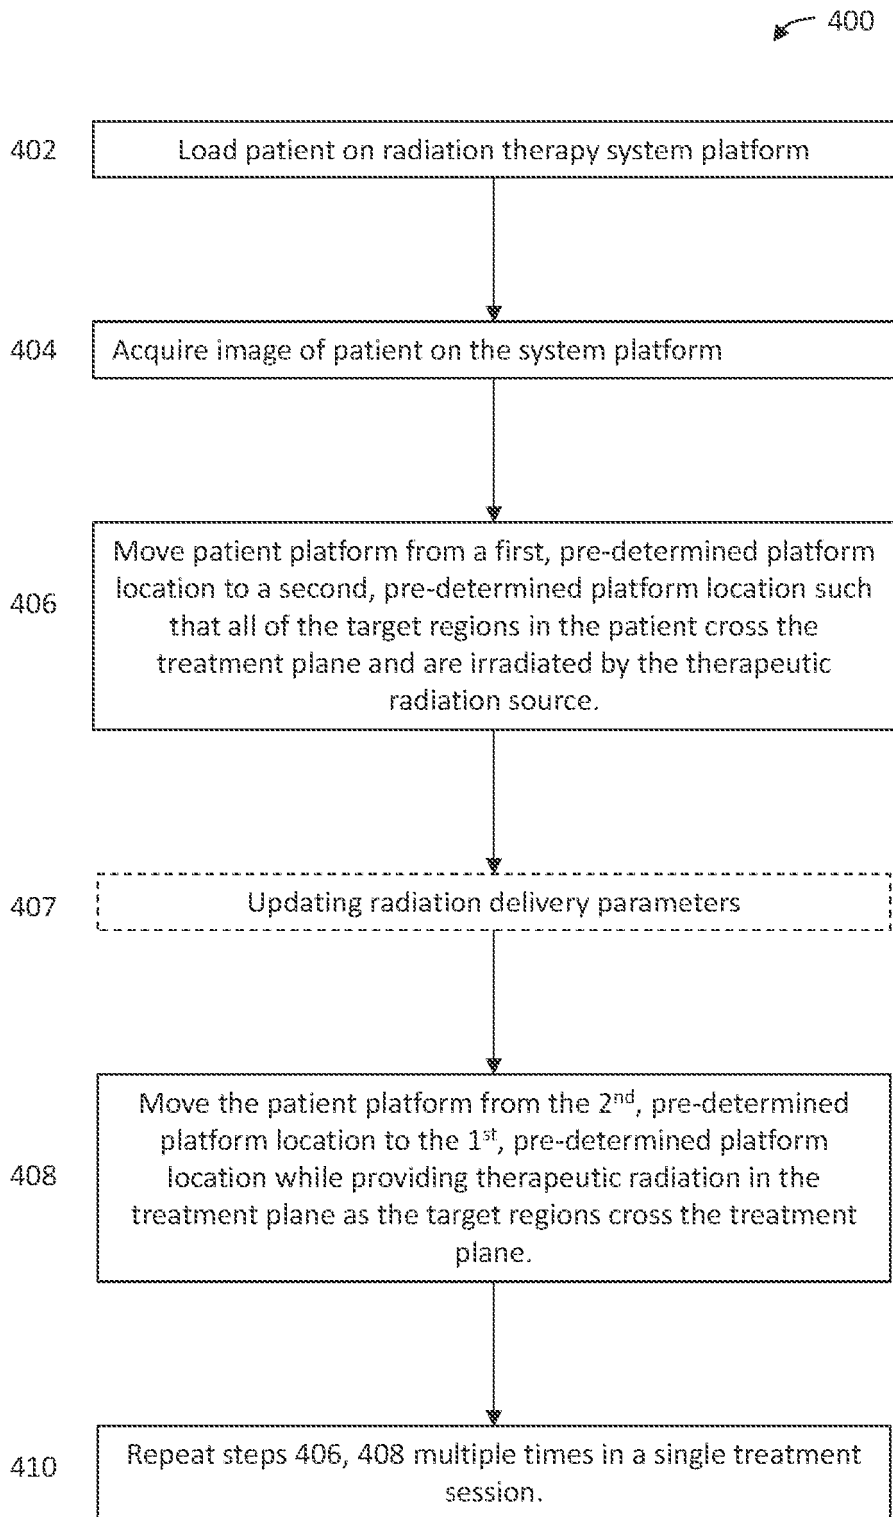 400
402
Load patient on radiation therapy system platform
404
Acquire image of patient on the system platform
406
Move patient platform from a first, pre-determined platform
location to a second, pre-determined platform location such
that all of the target regions in the patient cross the
treatment plane and are irradiated by the therapeutic
radiation source.
407
Updating radiation delivery parameters
408
Move the patient platform from the 2nd, pre-determined
platform location to the 1st, pre-determined platform
location while providing therapeutic radiation in the
treatment plane as the target regions cross the treatment
plane.
410
Repeat steps 406, 408 multiple times in a single treatment
session.